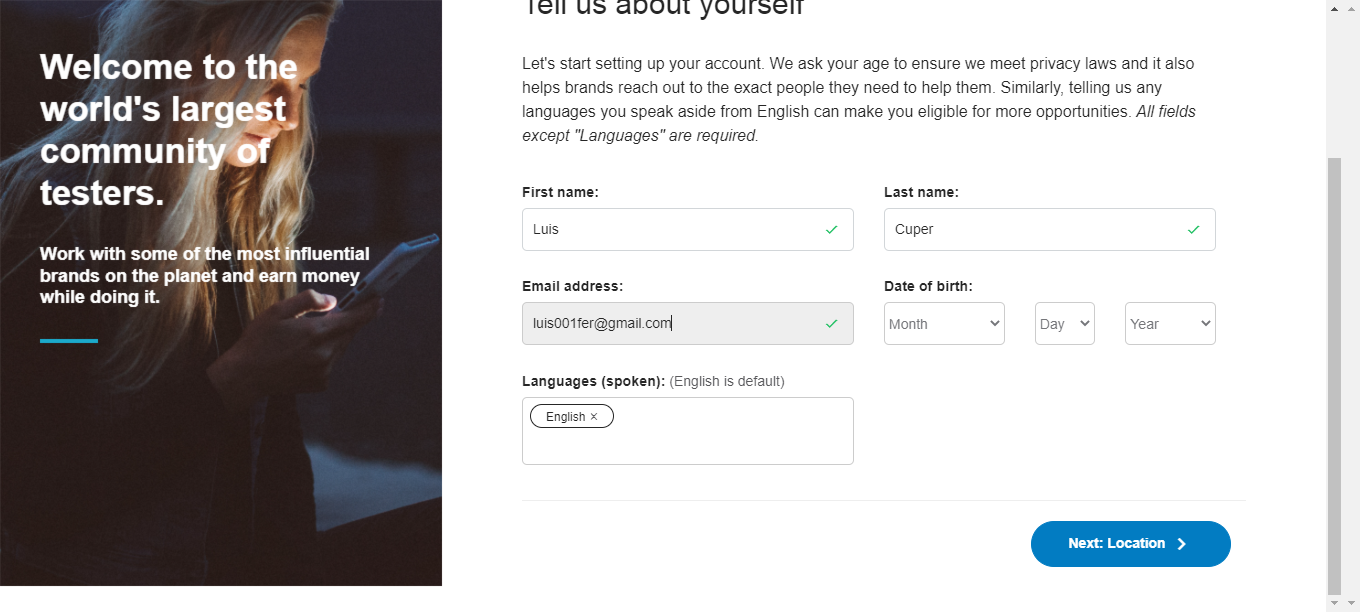 Welcome to the
world's largest
community of
testers.
Work with some of the most influential
brands on the planet and earn money
while doing it.
Tell us about yourself
Let's start setting up your account. We ask your age to ensure we meet privacy laws and it also
helps brands reach out to the exact people they need to help them. Similarly, telling us any
languages you speak aside from English can make you eligible for more opportunities. All fields
except "Languages" are required.
First name:
Last name:
Luis
Cuper
Email address:
Date of birth:
luis001fer@gmail.com
Month
Day
Year
Languages (spoken): (English is default)
English ×
Next: Location